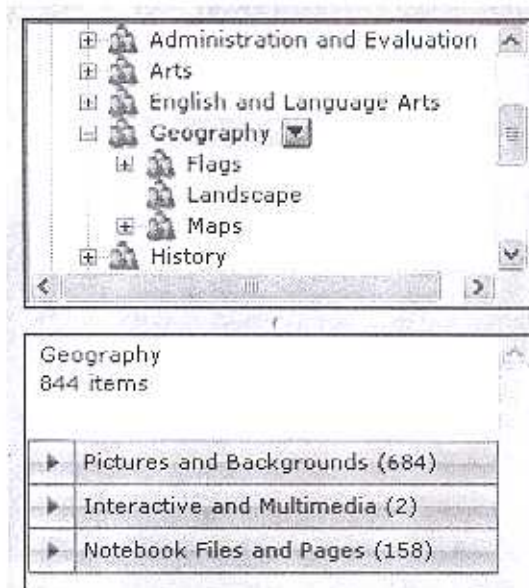 Administration and Evaluation
Arts
English and Language Arts
Geography
Flags
Landscape
Maps
History
Geography
844 items
Pictures and Backgrounds (684)
Interactive and Multimedia (2)
Notebook Files and Pages (158)